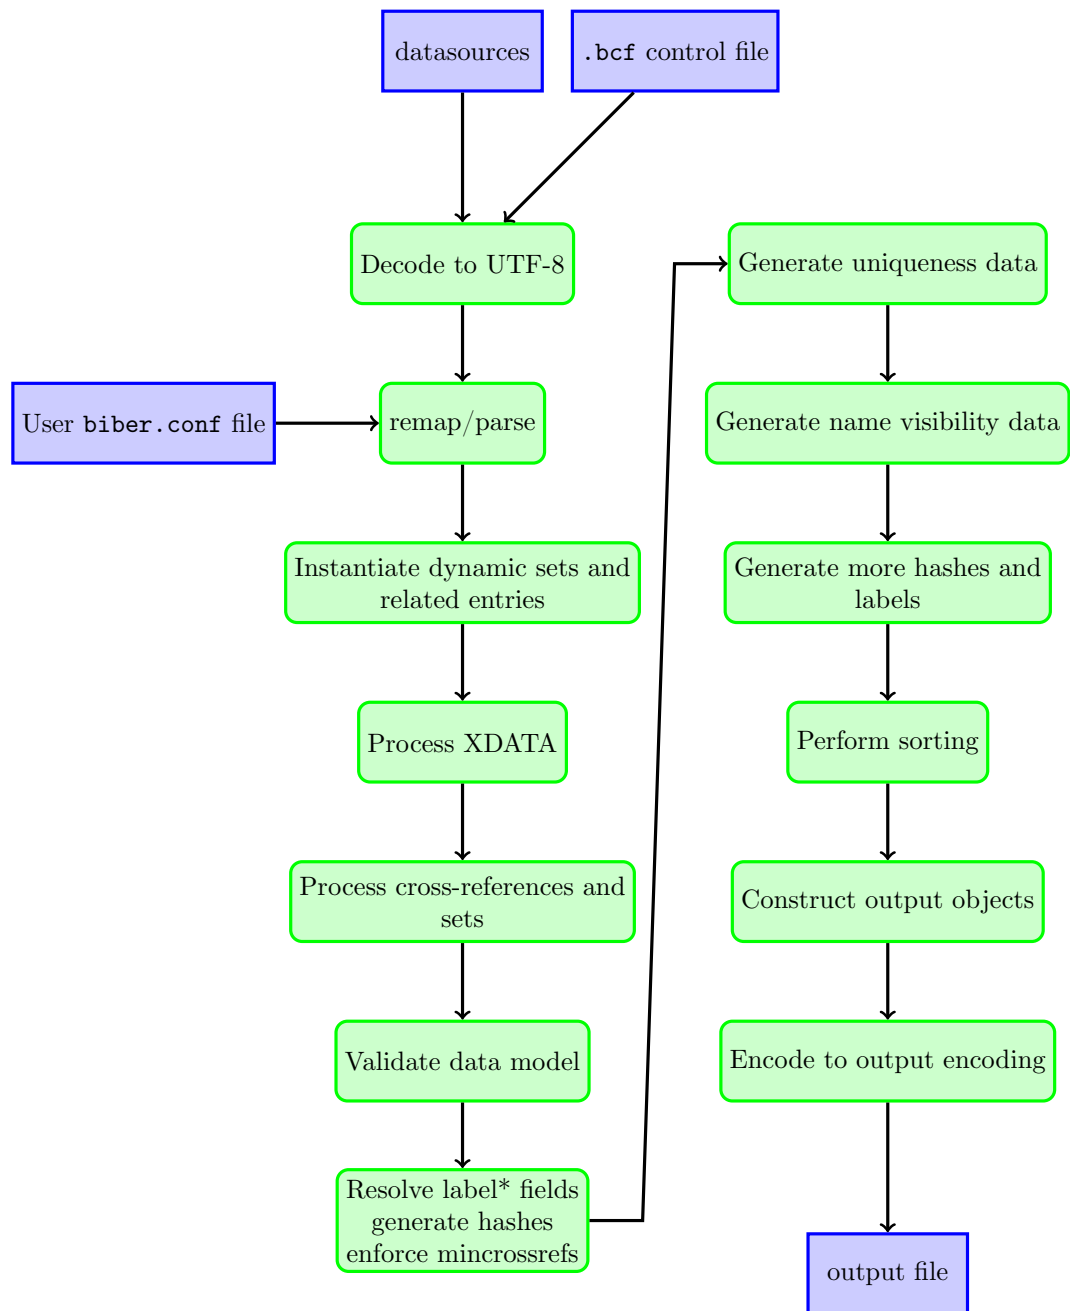 datasources
.bcf control file
Decode to UTF-8
User biber.conf file
remap/parse
Instantiate dynamic sets and
related entries
Process XDATA
Process cross-references and
sets
Validate data model
Resolve label* fields
generate hashes
enforce mincrossrefs
Generate uniqueness data
Generate name visibility data
Generate more hashes and
labels
Perform sorting
Construct output objects
Encode to output encoding
output file